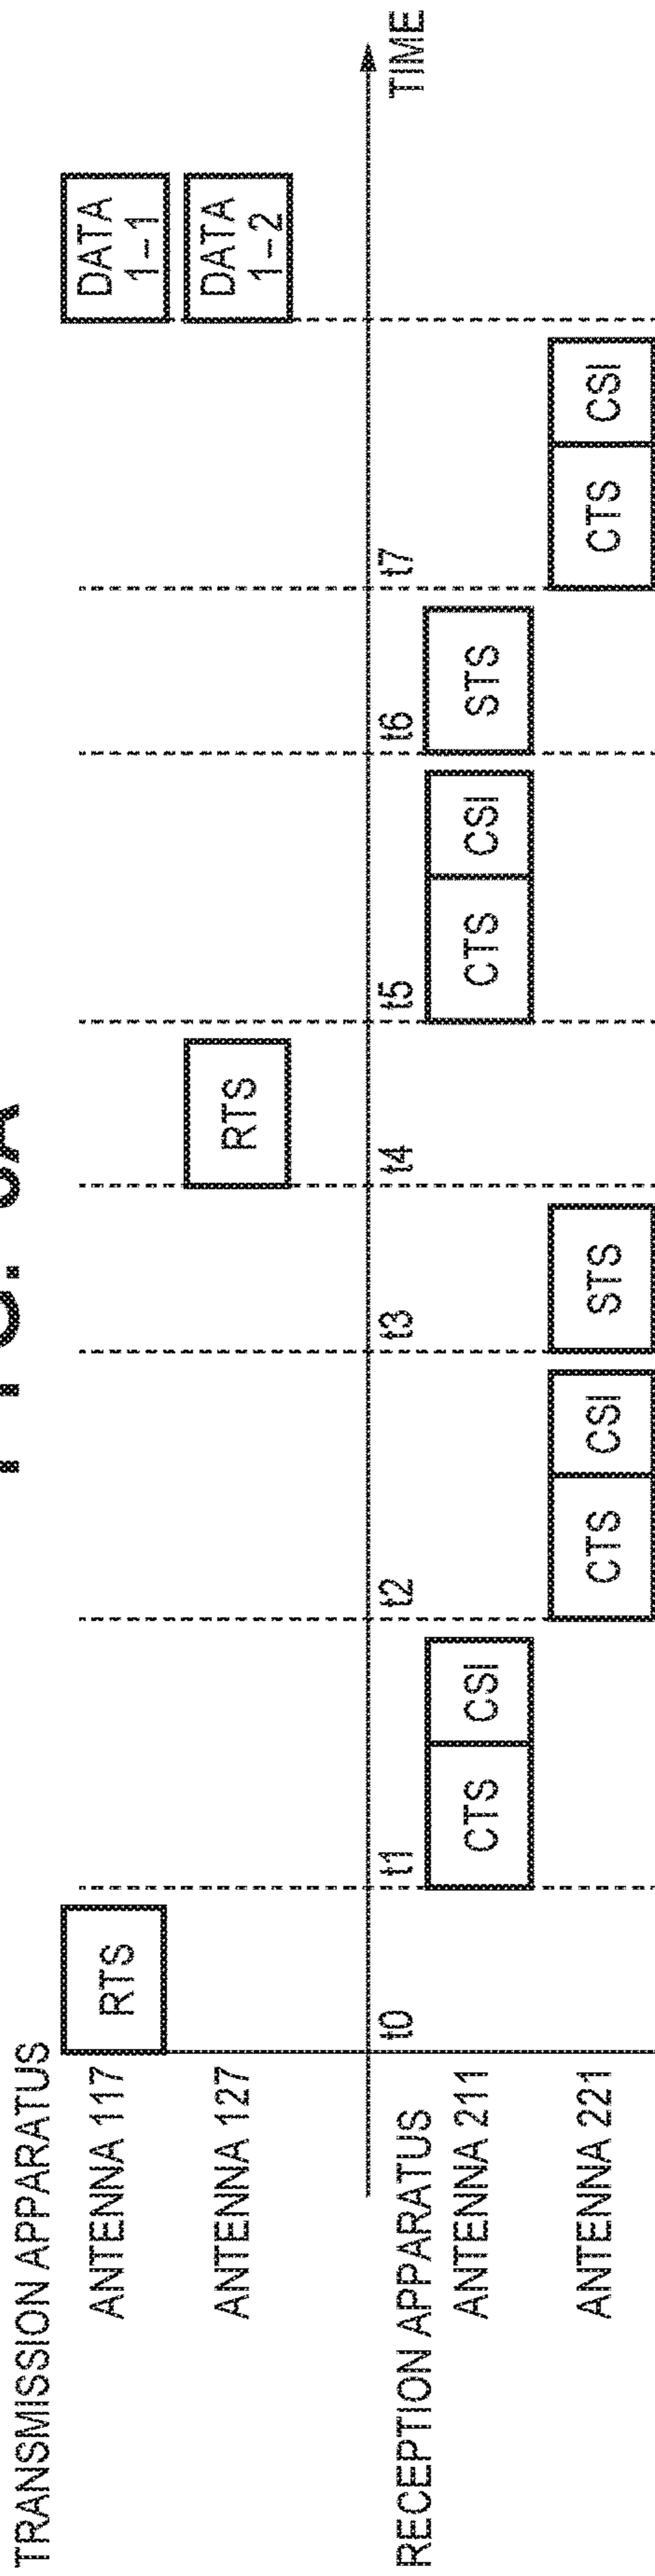 TRANSMISSION APPARATUS
ANTENNA 117
RTS
DATA
1-1
ANTENNA 127
RTS
DATA
1-2
t0
t1
t2
t3
t4
t5
t6
t7
TIME
RECEPTION APPARATUS
ANTENNA 211
CTS
CSI
CTS
CSI
STS
ANTENNA 221
CTS
CSI
STS
CTS
CSI